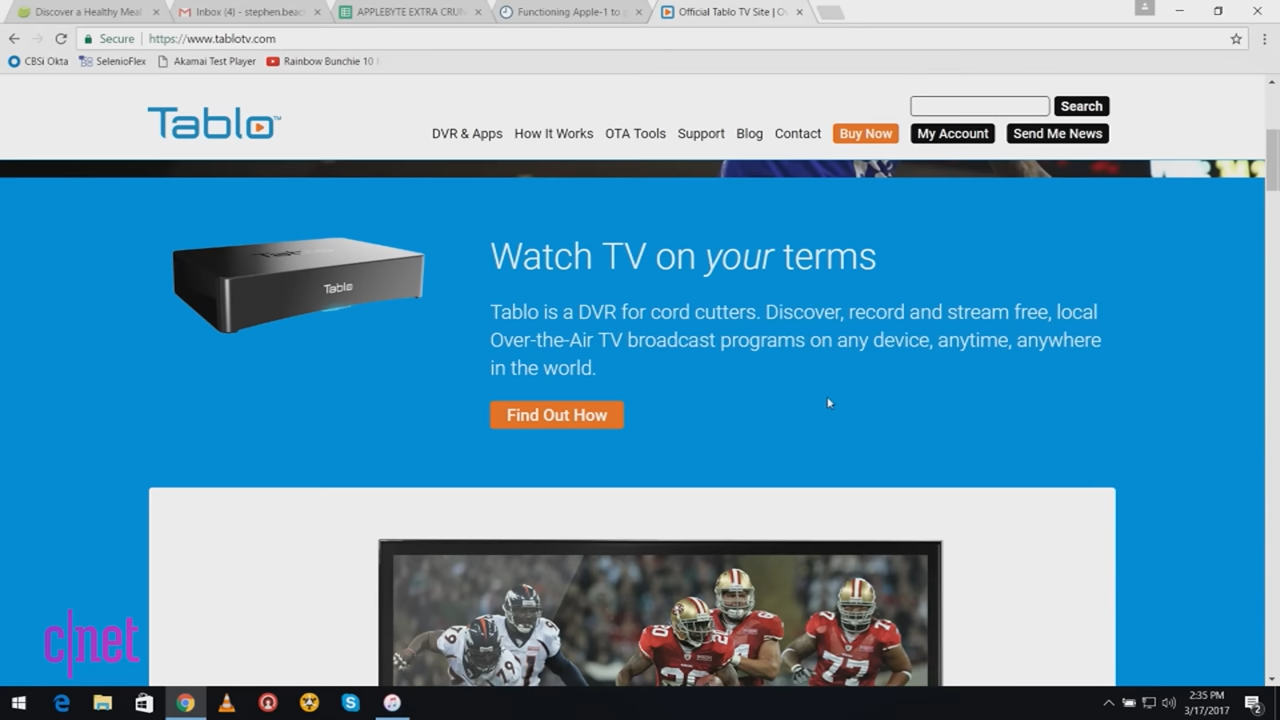 Discover a Healthy Meal
Inbox (4) - stephen.beac
APPLEBYTE EXTRA CRUN
Functioning Apple-1 to g
Official Tablo TV Site | O
Secure
https://www.tablotv.com
CBSi Okta
SelenioFlex
Akamai Test Player
Rainbow Bunchie 10
Tablo
Search
DVR & Apps
How It Works
OTA Tools
Support
Blog
Contact
Buy Now
My Account
Send Me News
Tablo
Watch TV on your terms
Tablo is a DVR for cord cutters. Discover, record and stream free, local
Over-the-Air TV broadcast programs on any device, anytime, anywhere
in the world.
Find Out How
20
77
c|net
2:35 PM
3/17/2017
2